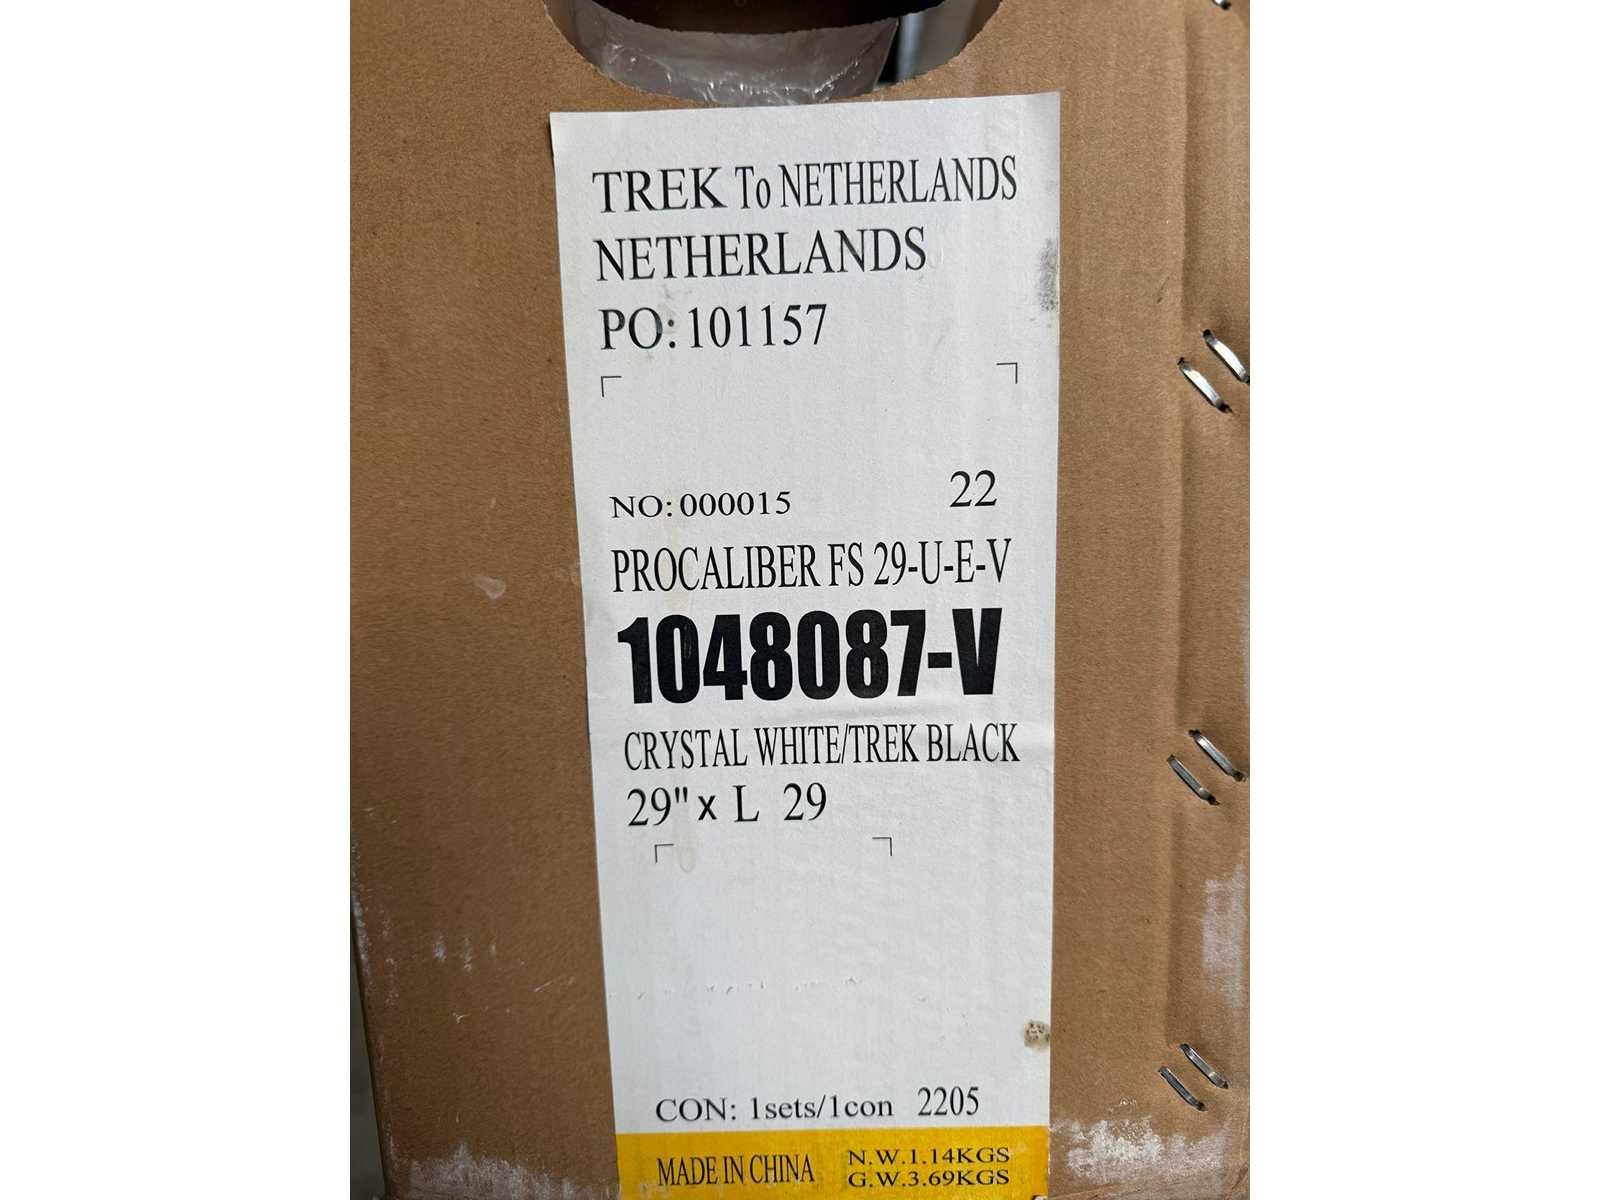 TREK To NETHERLANDS
NETHERLANDS
PO: 101157
NO: 000015 22
PROCALIBER FS 29-U-E-V
1048087-V
CRYSTAL WHITE/TREK BLACK
29" x L 29
CON: 1sets/1con 2205
MADE IN CHINA N.W.1.14KGS
G.W.3.69KGS